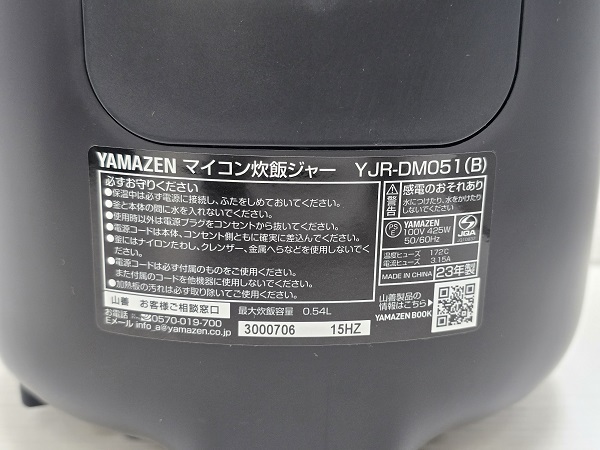 YAMAZEN マイコン炊飯ジャー YJR-DM051(B)
必ずお守りください
●保温中は必ず電源に接続し、ふたをしめておいてください。
●釜と本体の間に水を入れないでください。
●使用時以外は電源プラグをコンセントから抜いてください。
●電源コードは本体、コンセント側ともに確実に差込んでください。
●釜にはナイロンたわし、クレンザー、金属へらなどを使用しないでく
ださい。
●電源コードは必ず付属のものをご使用ください。
また付属のコードを他機器に使用しないでください。
●加熱板の汚れは必ず取り除いてご使用ください。
山善 お客様ご相談窓口
お電話 0570-019-700
Eメール info_a@yamazen.co.jp
最大炊飯容量 0.54L
3000706 15HZ
警告
感電のおそれあり
水につけたり、水をかけたり
しないでください。
PS E
YAMAZEN
100V 425W
50/60Hz
JQA
温度ヒューズ 172℃
電流ヒューズ 3.15A
MADE IN CHINA 23年製
山善製品の
情報はこちら▶
YAMAZEN BOOK